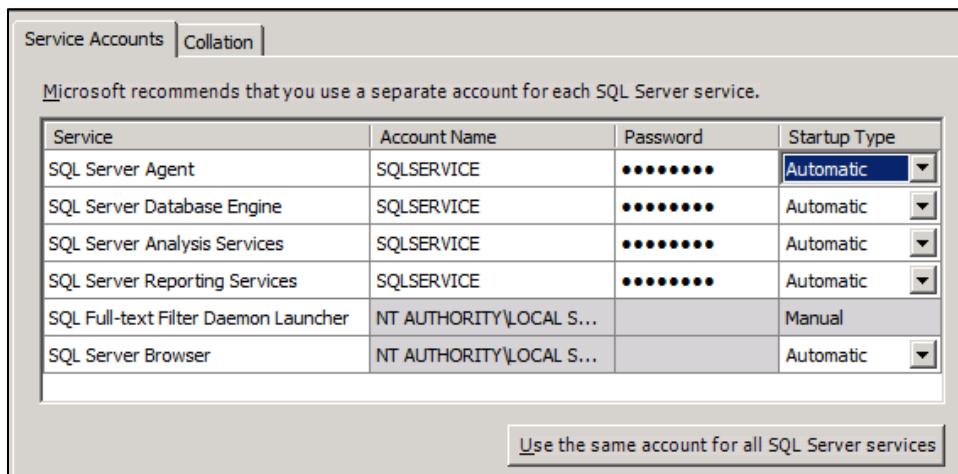 Service Accounts Collation
Microsoft recommends that you use a separate account for each SQL Server service.
Service Account Name Password Startup Type
SQL Server Agent SQLSERVICE ●●●●●●●● Automatic
SQL Server Database Engine SQLSERVICE ●●●●●●●● Automatic
SQL Server Analysis Services SQLSERVICE ●●●●●●●● Automatic
SQL Server Reporting Services SQLSERVICE ●●●●●●●● Automatic
SQL Full-text Filter Daemon Launcher NT AUTHORITY\LOCAL S... Manual
SQL Server Browser NT AUTHORITY\LOCAL S... Automatic
Use the same account for all SQL Server services